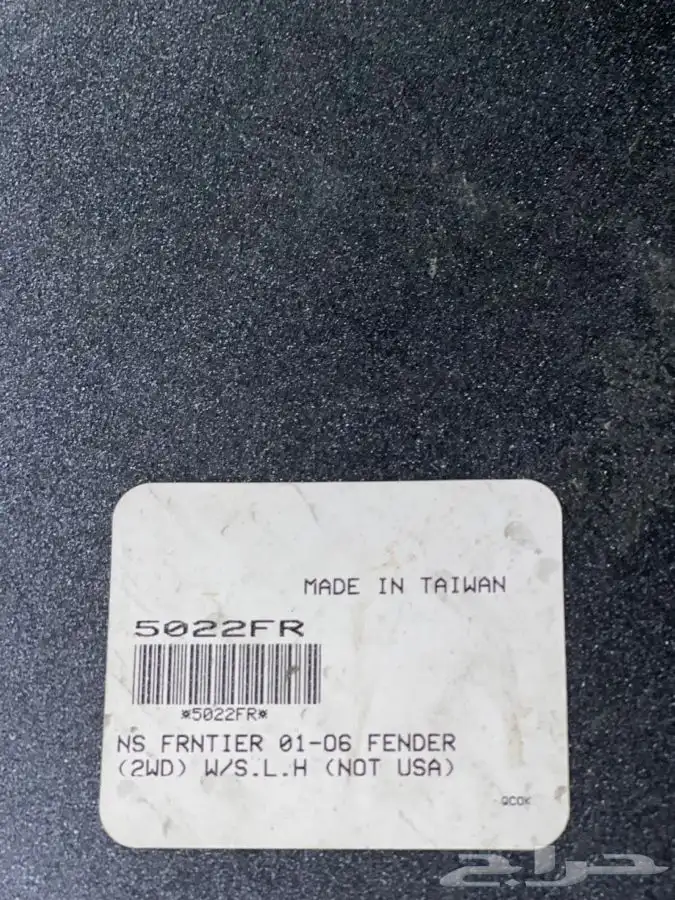 MADE IN TAIWAN
5022FR
*5022FR*
NS FRNTIER 01-06 FENDER
(2WD) W/S.L.H (NOT USA)
QCOK
حراج